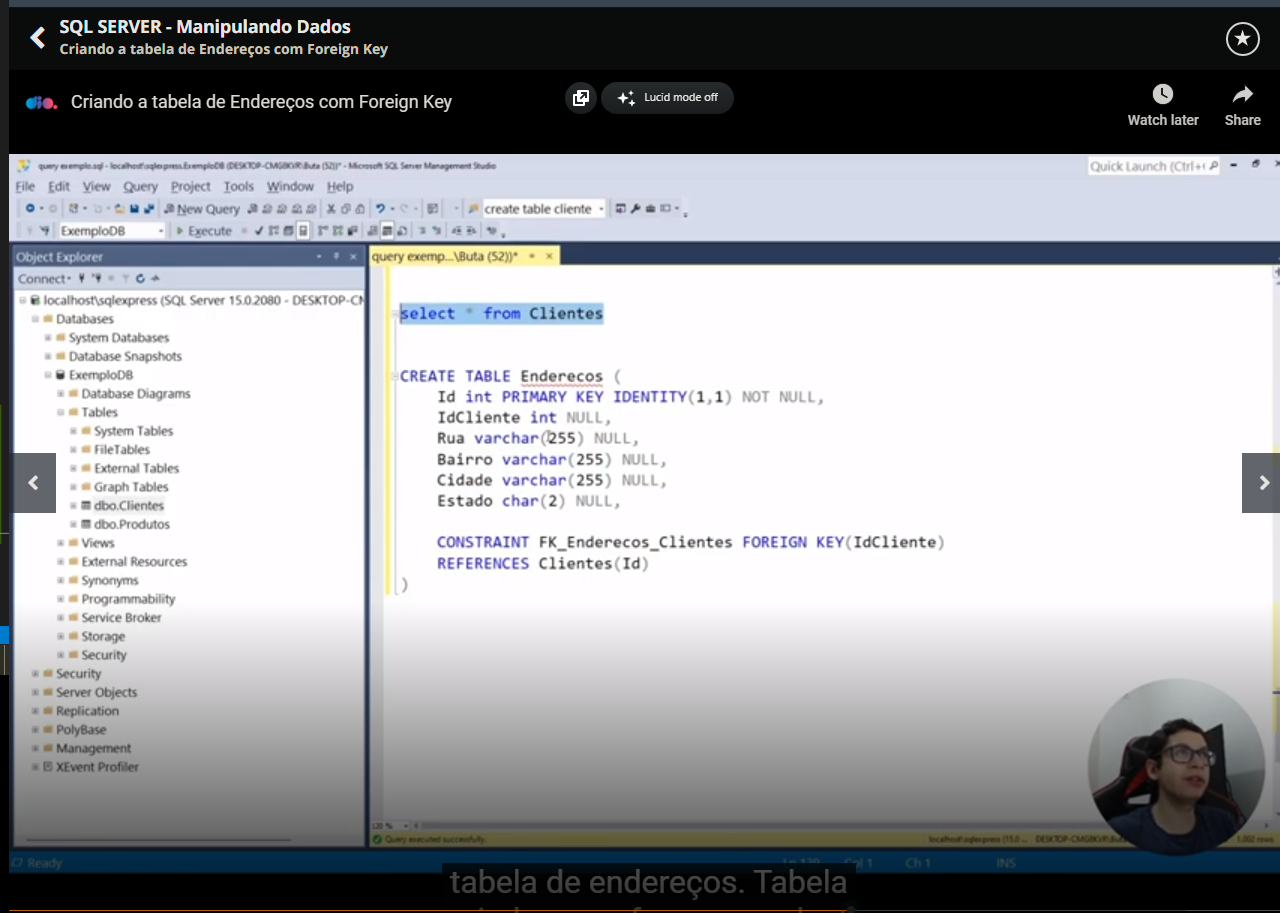 SQL SERVER - Manipulando Dados
Criando a tabela de Endereços com Foreign Key
dio. Criando a tabela de Endereços com Foreign Key
Lucid mode off
Watch later
Share
query exemplo.sql - localhost\sqlexpress.ExemploDB (DESKTOP-CMGBKVR\Buta (52))* - Microsoft SQL Server Management Studio
Quick Launch (Ctrl+
File Edit View Query Project Tools Window Help
New Query
create table cliente
ExemploDB
Execute
Object Explorer
query exemp...\Buta (52))*
Connect
localhost\sqlexpress (SQL Server 15.0.2080 - DESKTOP-CM
Databases
System Databases
Database Snapshots
ExemploDB
Database Diagrams
Tables
System Tables
FileTables
External Tables
Graph Tables
dbo.Clientes
dbo.Produtos
Views
External Resources
Synonyms
Programmability
Service Broker
Storage
Security
Security
Server Objects
Replication
PolyBase
Management
XEvent Profiler
select * from Clientes
CREATE TABLE Enderecos (
Id int PRIMARY KEY IDENTITY(1,1) NOT NULL,
IdCliente int NULL,
Rua varchar(255) NULL,
Bairro varchar(255) NULL,
Cidade varchar(255) NULL,
Estado char(2) NULL,
CONSTRAINT FK_Enderecos_Clientes FOREIGN KEY(IdCliente)
REFERENCES Clientes(Id)
)
120 %
Query executed successfully.
localhost\sqlexpress (15.0 ...
1,002 rows
Ready
Ln 139
Col 1
Ch 1
INS
tabela de endereços. Tabela